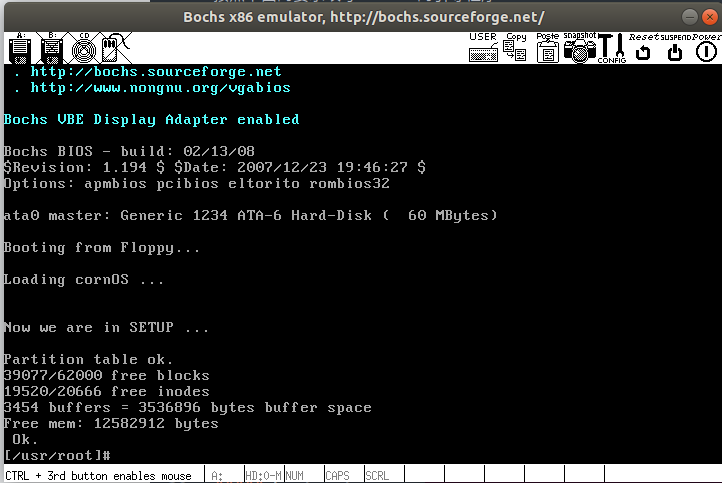 Bochs x86 emulator, http://bochs.sourceforge.net/
A: B: CD USER Copy Paste snapshot CONFIG Reset SUSPEND Power
. http://bochs.sourceforge.net
. http://www.nongnu.org/vgabios
Bochs VBE Display Adapter enabled
Bochs BIOS - build: 02/13/08
$Revision: 1.194 $ $Date: 2007/12/23 19:46:27 $
Options: apmbios pcibios eltorito rombios32
ata0 master: Generic 1234 ATA-6 Hard-Disk (  60 MBytes)
Booting from Floppy...
Loading cornOS ...
Now we are in SETUP ...
Partition table ok.
39077/62000 free blocks
19520/20666 free inodes
3454 buffers = 3536896 bytes buffer space
Free mem: 12582912 bytes
Ok.
[/usr/root]#
CTRL + 3rd button enables mouse A: HD:0-M NUM CAPS SCRL